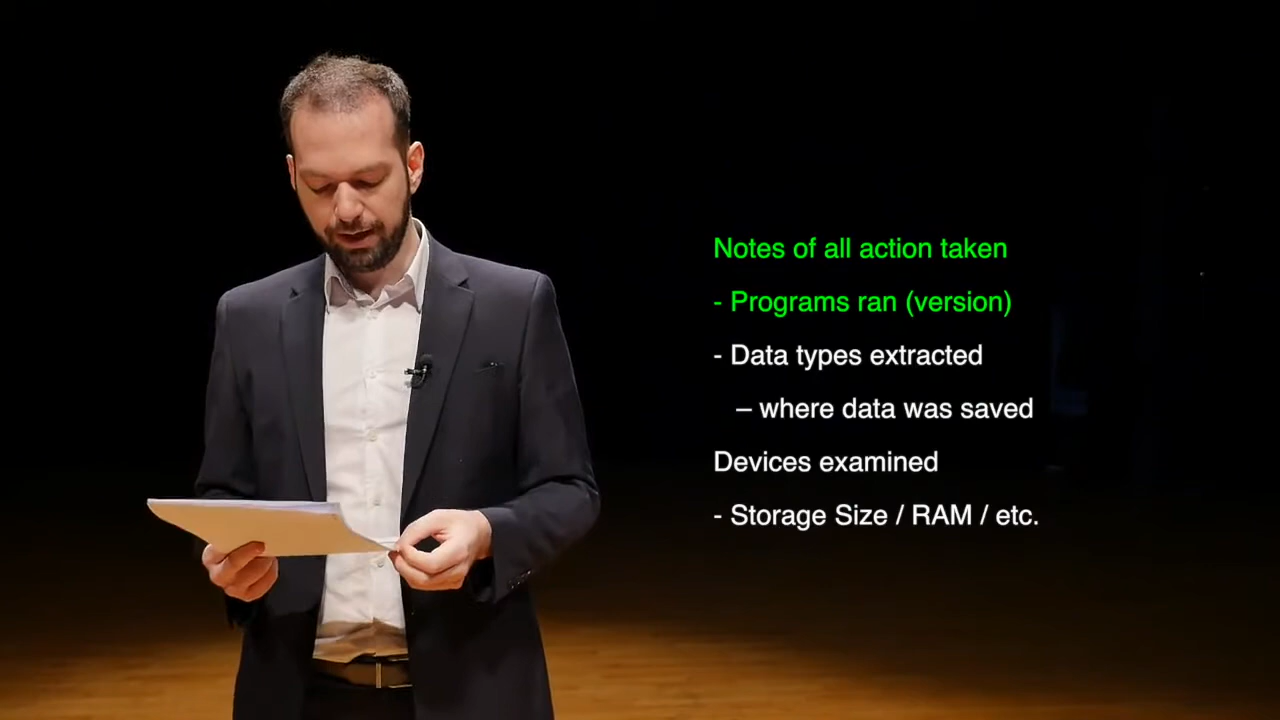 Notes of all action taken
- Programs ran (version)
- Data types extracted
– where data was saved
Devices examined
- Storage Size / RAM / etc.